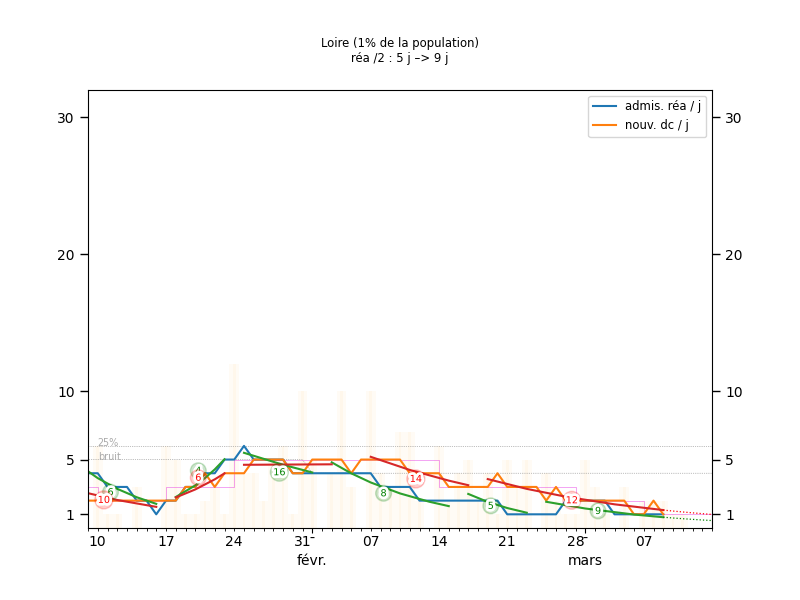 Loire (1% de la population)
réa /2 : 5 j –> 9 j
admis. réa / j
nouv. dc / j
30 30
20 20
10 10
25%
bruit
5 5
4
6
16
14
6
10
8
12
5
9
1 1
10 17 24 31 07 14 21 28 07
févr. mars